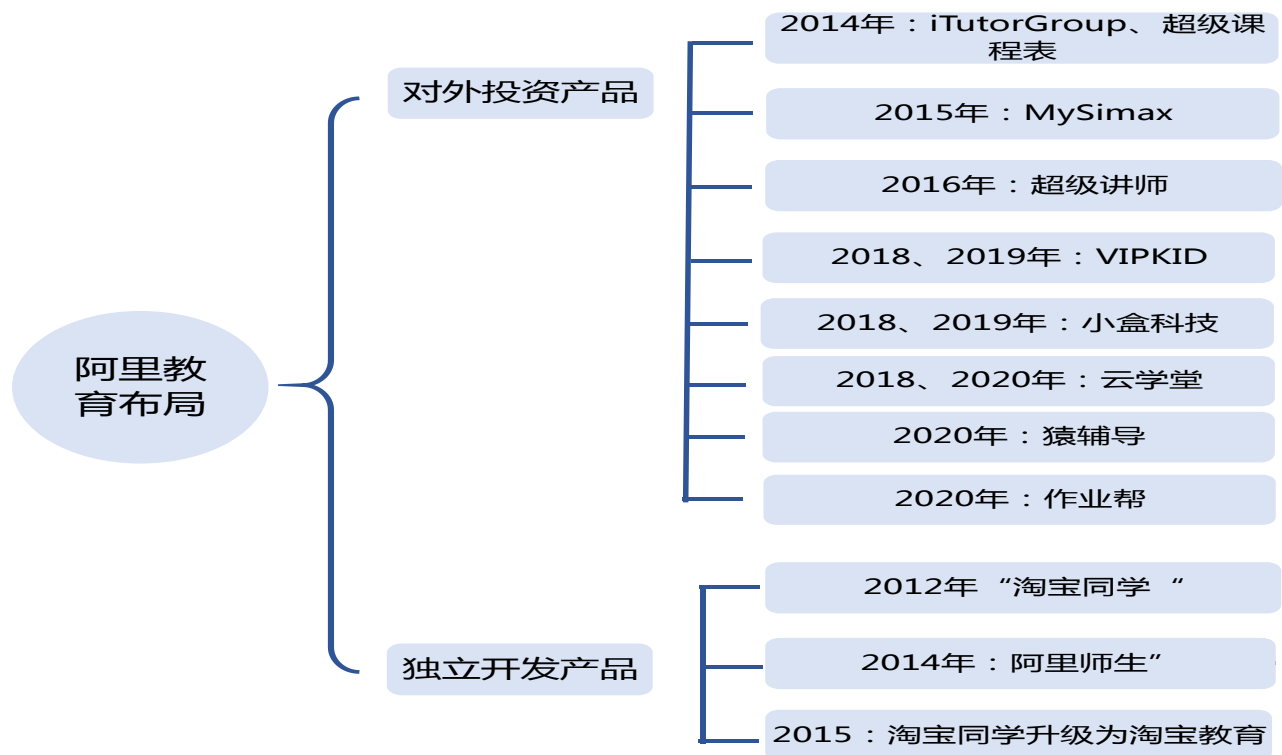 阿里教
育布局
对外投资产品
2014年：iTutorGroup、超级课
程表
2015年：MySimax
2016年：超级讲师
2018、2019年：VIPKID
2018、2019年：小盒科技
2018、2020年：云学堂
2020年：猿辅导
2020年：作业帮
独立开发产品
2012年“淘宝同学“
2014年：阿里师生”
2015：淘宝同学升级为淘宝教育